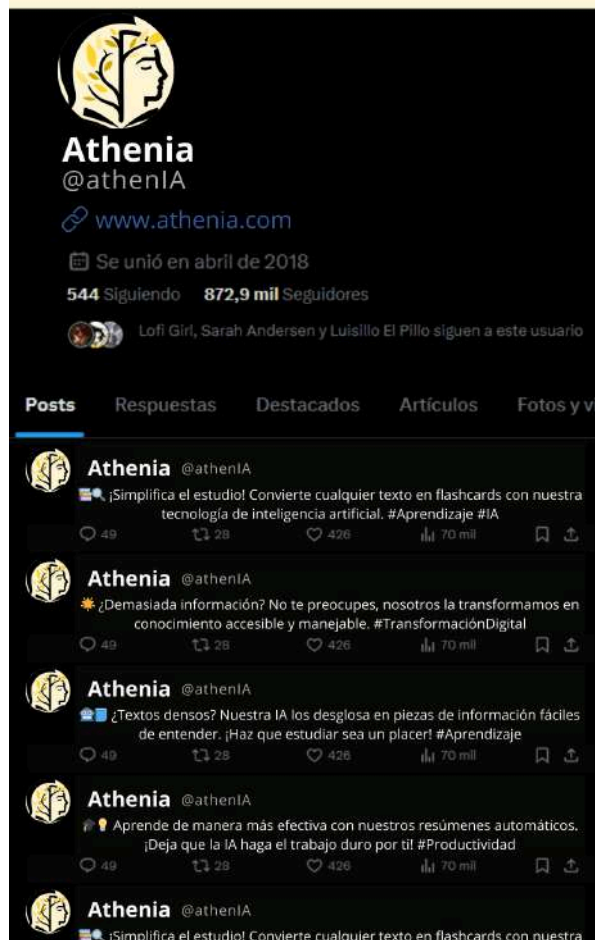 Athenia
@athenIA
www.athenia.com
Se unió en abril de 2018
544 Siguiendo 872,9 mil Seguidores
Lofi Girl, Sarah Andersen y Luisillo El Pillo siguen a este usuario
Posts Respuestas Destacados Artículos Fotos y v
Athenia @athenIA
¡Simplifica el estudio! Convierte cualquier texto en flashcards con nuestra
tecnología de inteligencia artificial. #Aprendizaje #IA
49 28 426 70 mil
Athenia @athenIA
¿Demasiada información? No te preocupes, nosotros la transformamos en
conocimiento accesible y manejable. #TransformaciónDigital
49 28 426 70 mil
Athenia @athenIA
¿Textos densos? Nuestra IA los desglosa en piezas de información fáciles
de entender. ¡Haz que estudiar sea un placer! #Aprendizaje
49 28 426 70 mil
Athenia @athenIA
Aprende de manera más efectiva con nuestros resúmenes automáticos.
¡Deja que la IA haga el trabajo duro por ti! #Productividad
49 28 426 70 mil
Athenia @athenIA
¡Simplifica el estudio! Convierte cualquier texto en flashcards con nuestra